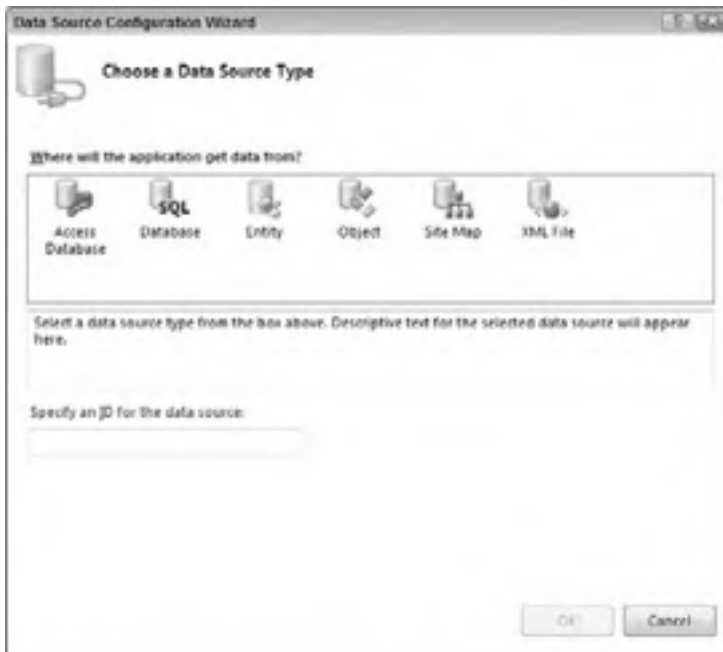 Data Source Configuration Wizard
Choose a Data Source Type
Where will the application get data from?
Access
Database
SQL
Database
Entity
Object
Site Map
XML File
Select a data source type from the box above. Descriptive text for the selected data source will appear
here.
Specify an ID for the data source:
OK
Cancel